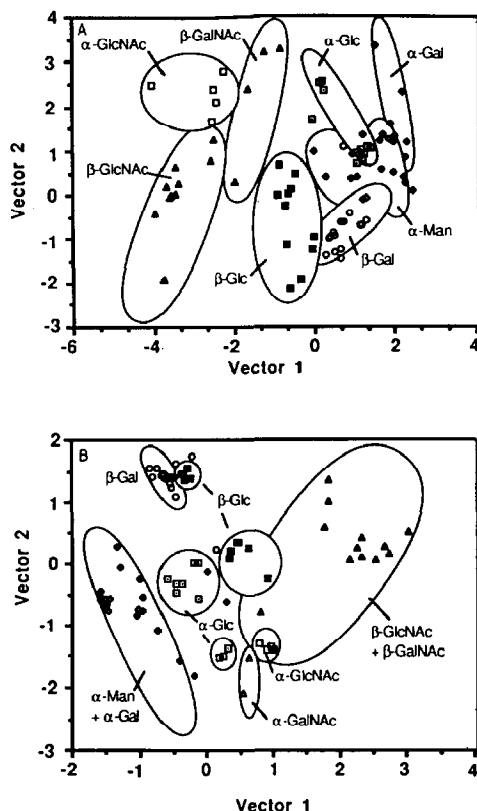 A
α-GlcNAc
β-GalNAc
α-Glc
α-Gal
β-GlcNAc
β-Glc
β-Gal
α-Man
4
3
2
1
0
-1
-2
-3
Vector 2
-6
-4
-2
0
2
4
Vector 1
B
β-Gal
β-Glc
α-Glc
α-Man
+ α-Gal
α-GlcNAc
α-GalNAc
β-GlcNAc
+ β-GalNAc
2
1
0
-1
-2
-3
Vector 2
-2
-1
0
1
2
3
4
Vector 1